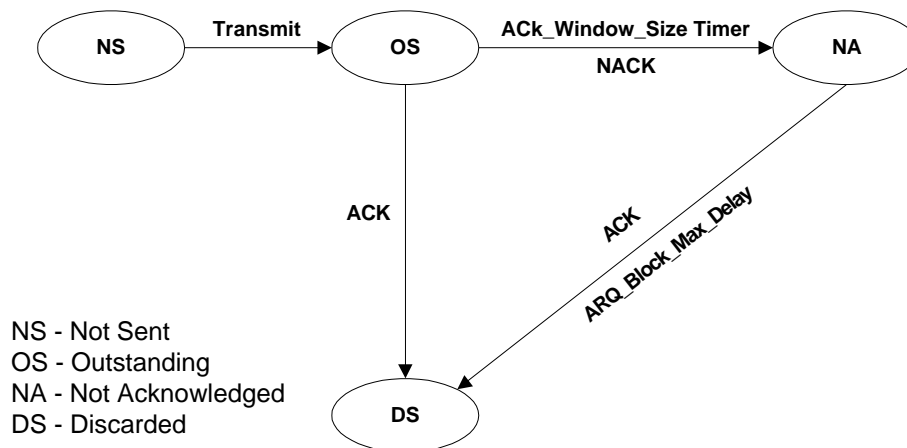 Transmit
ACk_Window_Size Timer
NS
OS
NA
NACK
ACK
ACK
ARQ_Block_Max_Delay
NS - Not Sent
OS - Outstanding
NA - Not Acknowledged
DS - Discarded
DS